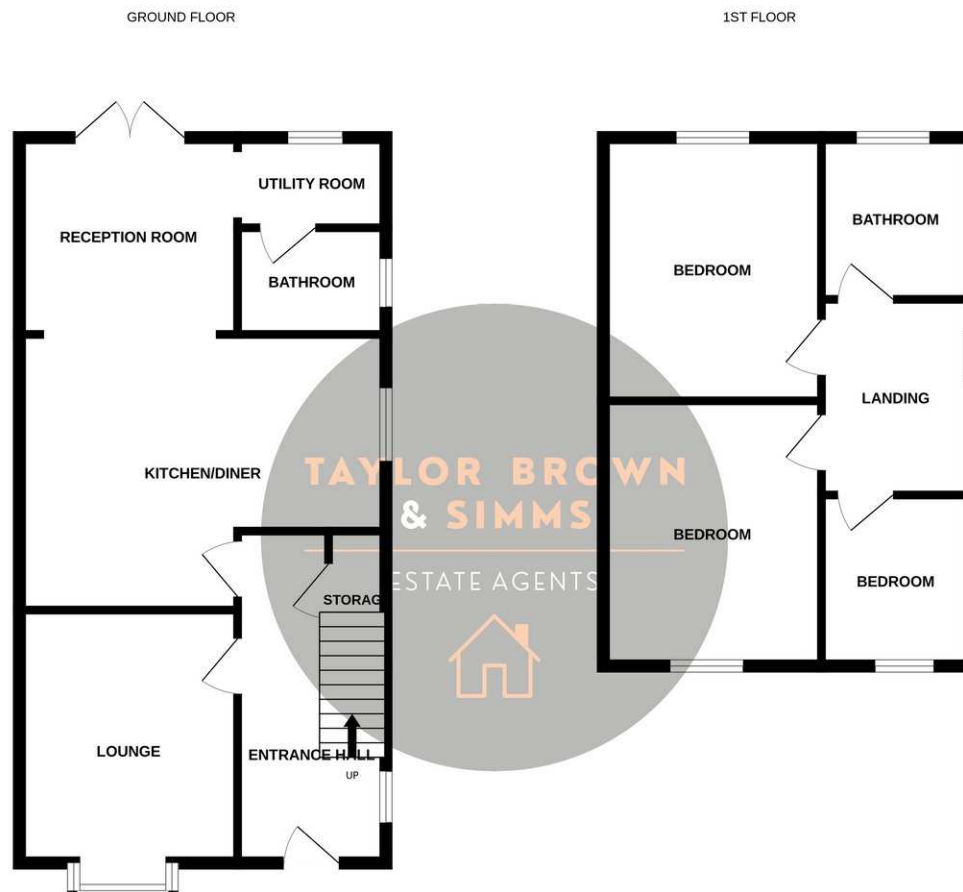 GROUND FLOOR
1ST FLOOR
UTILITY ROOM
RECEPTION ROOM
BATHROOM
KITCHEN/DINER
STORAG
LOUNGE
ENTRANCE HALL
UP
BATHROOM
BEDROOM
LANDING
BEDROOM
BEDROOM
TAYLOR BROWN
& SIMMS
ESTATE AGENTS